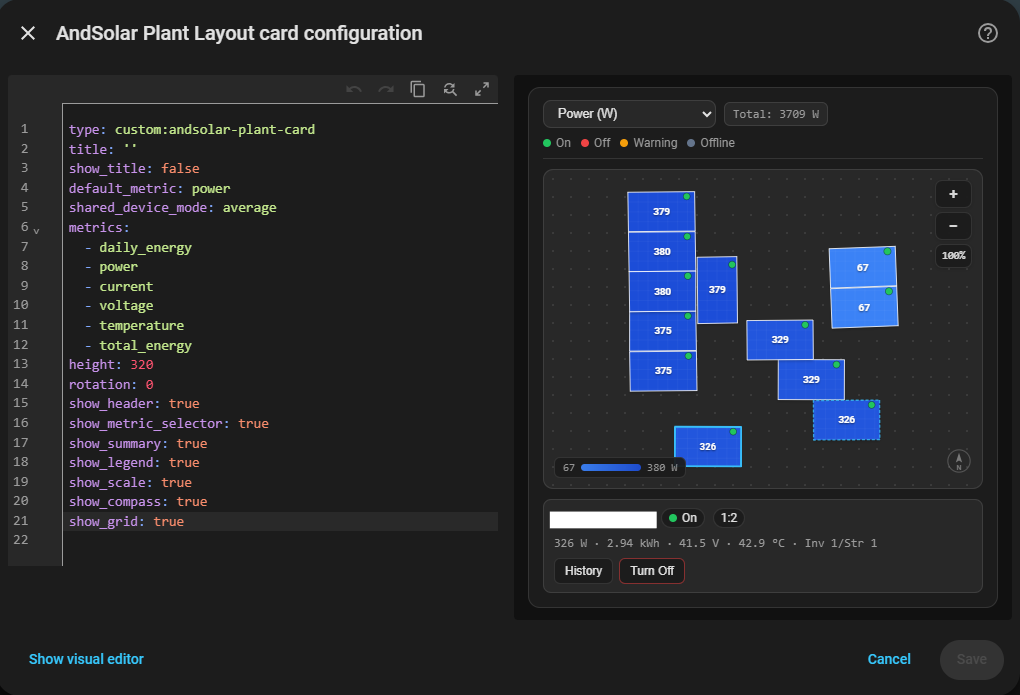 AndSolar Plant Layout card configuration
1 type: custom:andsolar-plant-card
2 title: ''
3 show_title: false
4 default_metric: power
5 shared_device_mode: average
6 metrics:
7 - daily_energy
8 - power
9 - current
10 - voltage
11 - temperature
12 - total_energy
13 height: 320
14 rotation: 0
15 show_header: true
16 show_metric_selector: true
17 show_summary: true
18 show_legend: true
19 show_scale: true
20 show_compass: true
21 show_grid: true
22
Power (W) Total: 3709 W
On Off Warning Offline
+
−
100%
379
380
380
379
375
375
67
67
329
329
326
326
67 380 W
N
On 1:2
326 W · 2.94 kWh · 41.5 V · 42.9 °C · Inv 1/Str 1
History Turn Off
Show visual editor Cancel Save